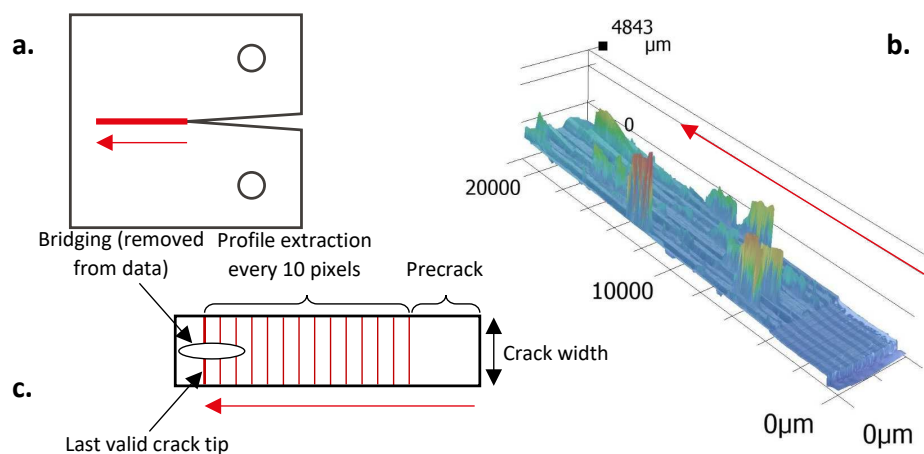 a.
b.
4843
µm
0
20000
10000
0µm
0µm
Bridging (removed
from data)
Profile extraction
every 10 pixels
Precrack
Crack width
c.
Last valid crack tip